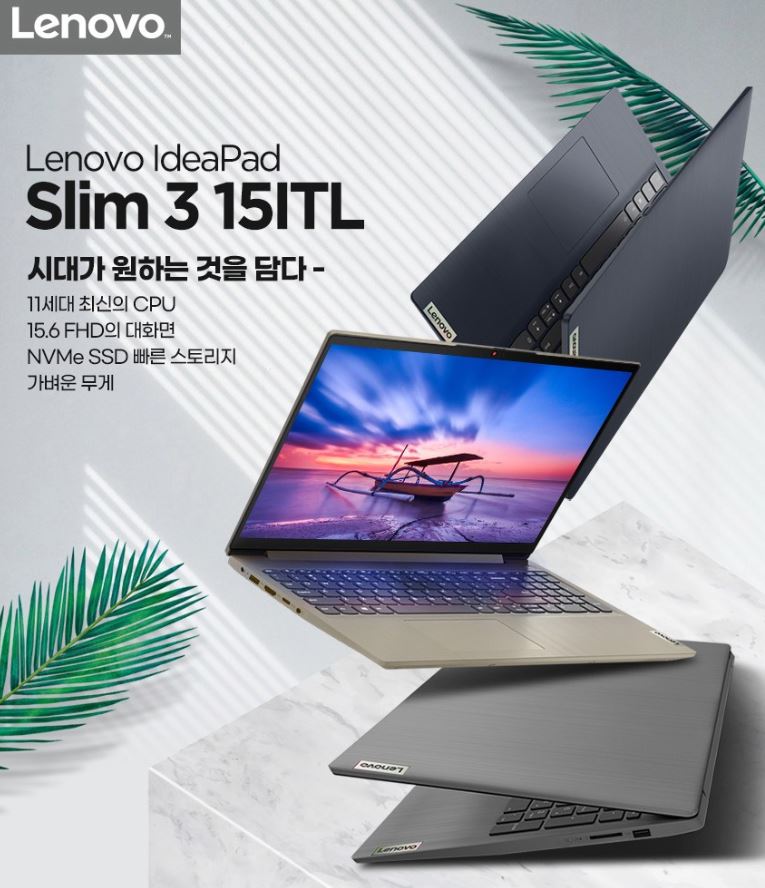 Lenovo
Lenovo IdeaPad
Slim 3 15ITL
시대가 원하는 것을 담다 -
11세대 최신의 CPU
15.6 FHD의 대화면
NVMe SSD 빠른 스토리지
가벼운 무게
Lenovo
Lenovo
Lenovo
Lenovo